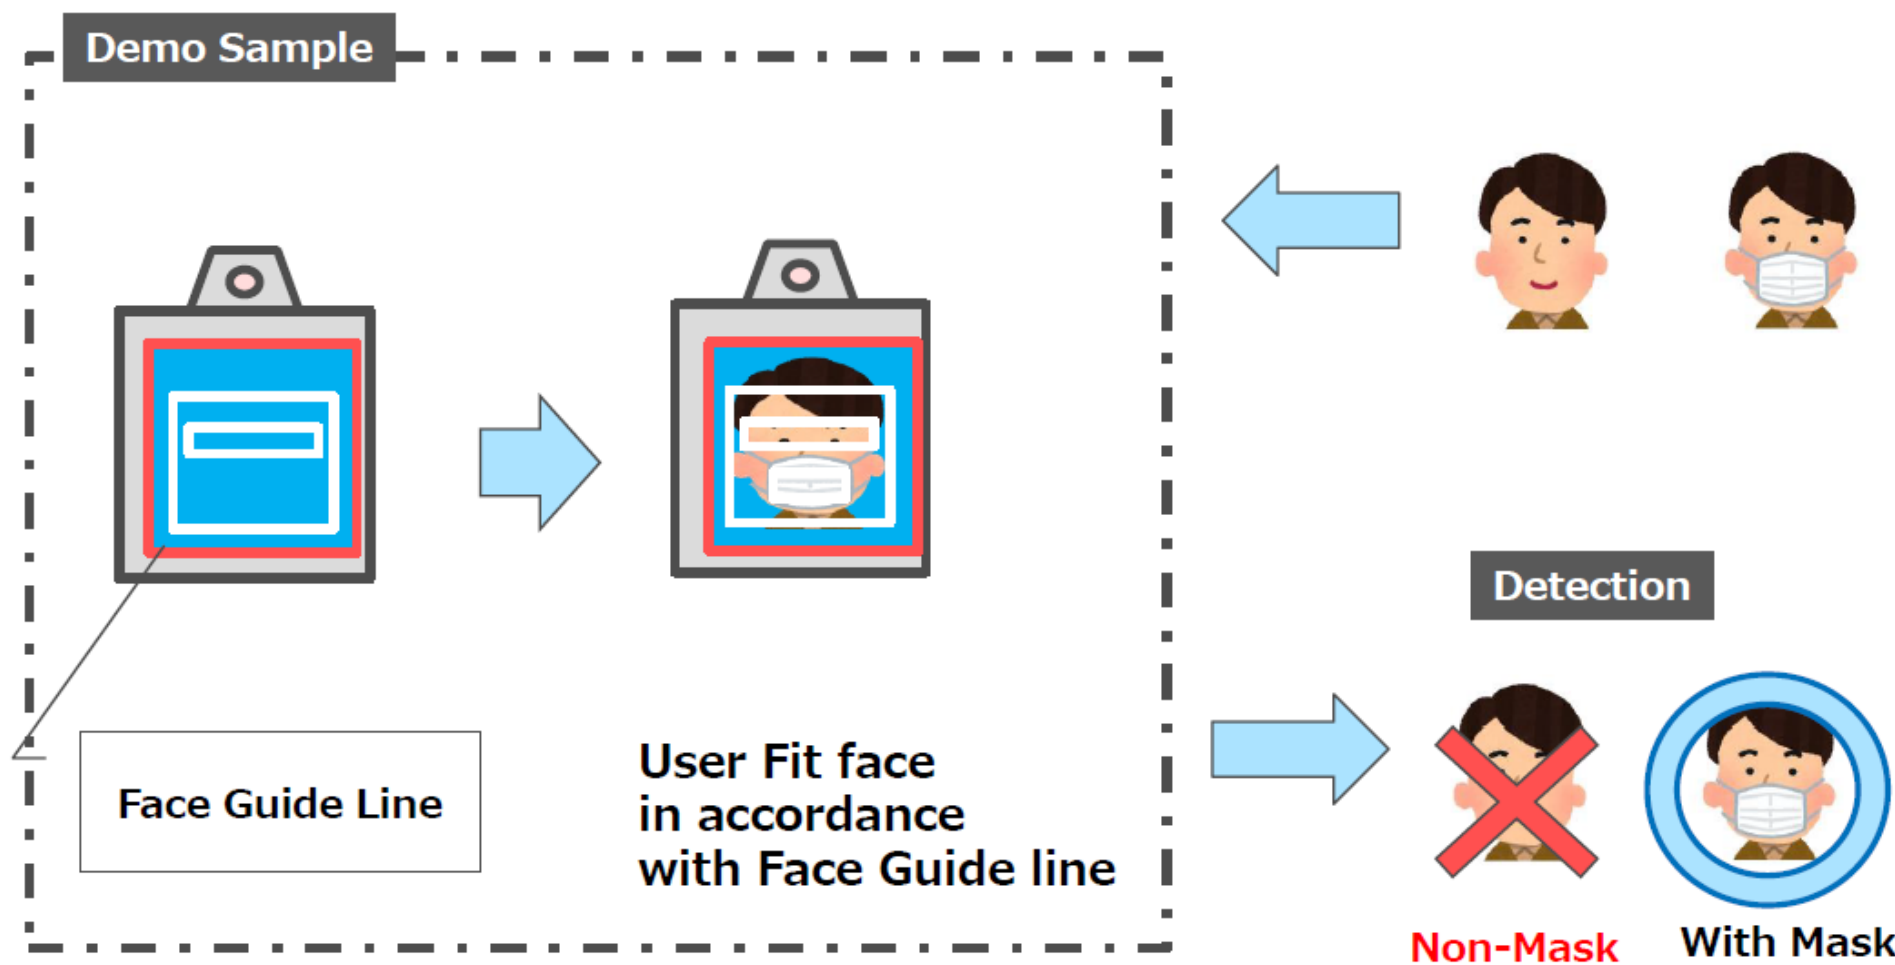 Demo Sample
Face Guide Line
User Fit face
in accordance
with Face Guide line
Detection
Non-Mask
With Mask